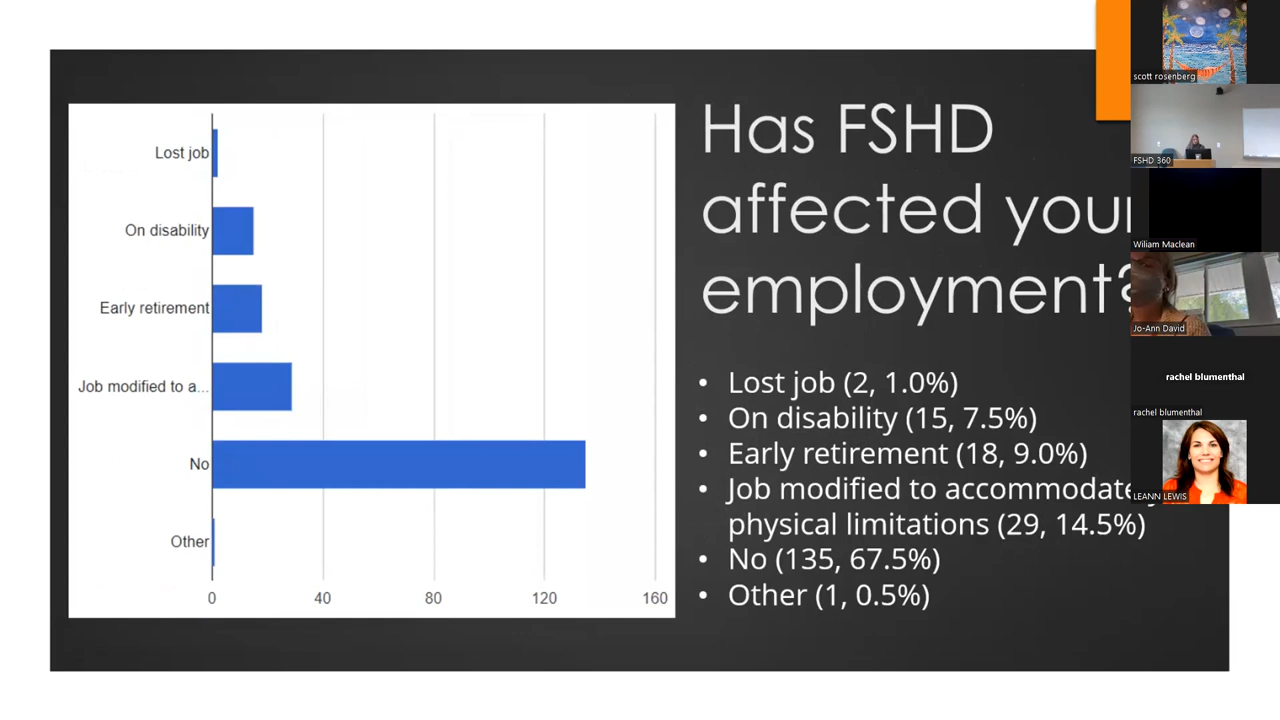 Lost job
On disability
Early retirement
Job modified to a...
No
Other
0 40 80 120 160
Has FSHD
affected your
employment?
• Lost job (2, 1.0%)
• On disability (15, 7.5%)
• Early retirement (18, 9.0%)
• Job modified to accommodate
physical limitations (29, 14.5%)
• No (135, 67.5%)
• Other (1, 0.5%)
scott rosenberg
FSHD 360
Wiliam Maclean
Jo-Ann David
rachel blumenthal
rachel blumenthal
LEANN LEWIS